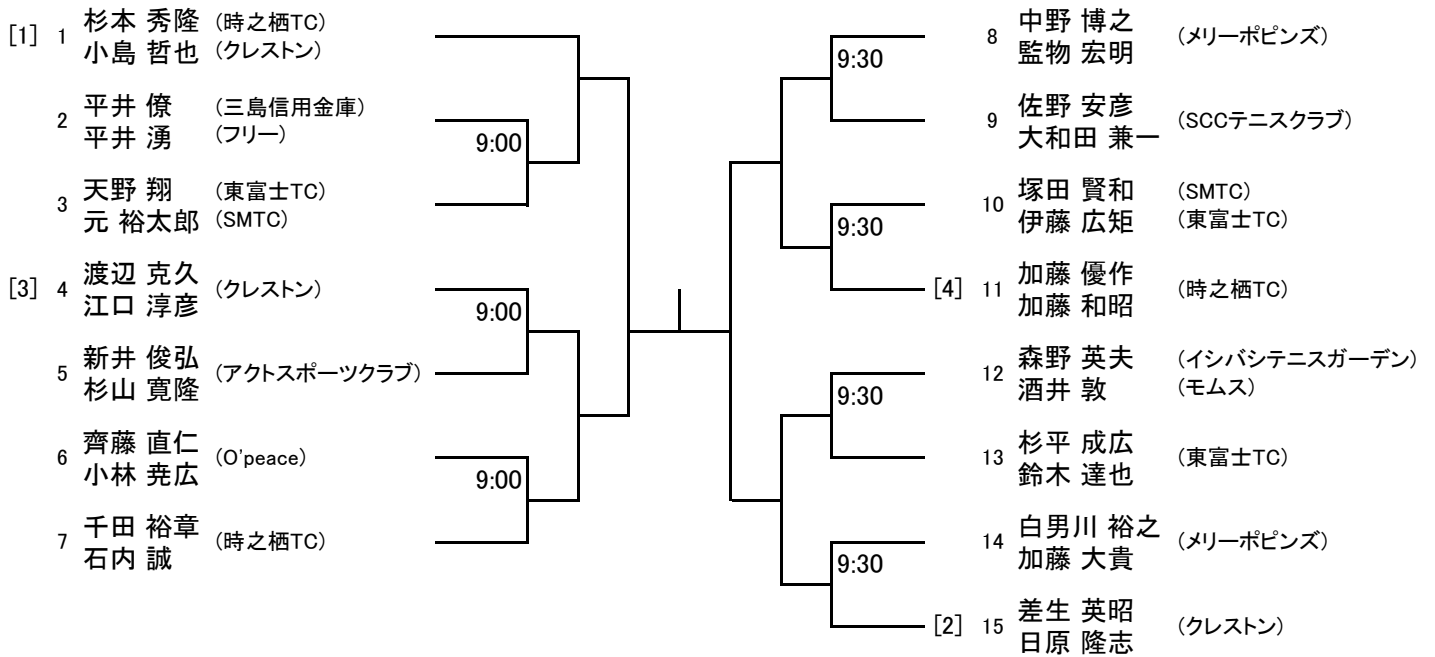 [1] 1 杉本 秀隆 (時之栖TC)
小島 哲也 (クレストン)
2 平井 僚 (三島信用金庫)
平井 湧 (フリー)
9:00
3 天野 翔 (東富士TC)
元 裕太郎 (SMTC)
[3] 4 渡辺 克久
江口 淳彦 (クレストン)
9:00
5 新井 俊弘
杉山 寛隆 (アクトスポーツクラブ)
6 齊藤 直仁
小林 尭広 (O'peace)
9:00
7 千田 裕章
石内 誠 (時之栖TC)
8 中野 博之
監物 宏明 (メリーポピンズ)
9:30
9 佐野 安彦
大和田 兼一 (SCCテニスクラブ)
10 塚田 賢和 (SMTC)
伊藤 広矩 (東富士TC)
9:30
[4] 11 加藤 優作
加藤 和昭 (時之栖TC)
12 森野 英夫 (イシバシテニスガーデン)
酒井 敦 (モムス)
9:30
13 杉平 成広
鈴木 達也 (東富士TC)
14 白男川 裕之
加藤 大貴 (メリーポピンズ)
9:30
[2] 15 差生 英昭
日原 隆志 (クレストン)